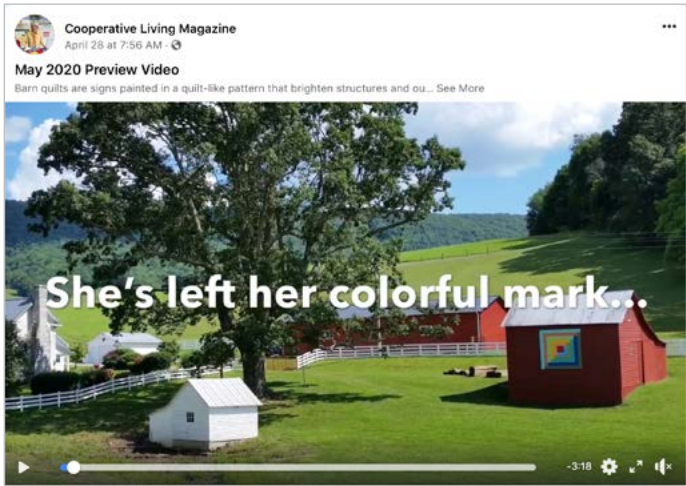 Cooperative Living Magazine
April 28 at 7:56 AM ·
May 2020 Preview Video
Barn quilts are signs painted in a quilt-like pattern that brighten structures and ou... See More
She's left her colorful mark...
-3:18